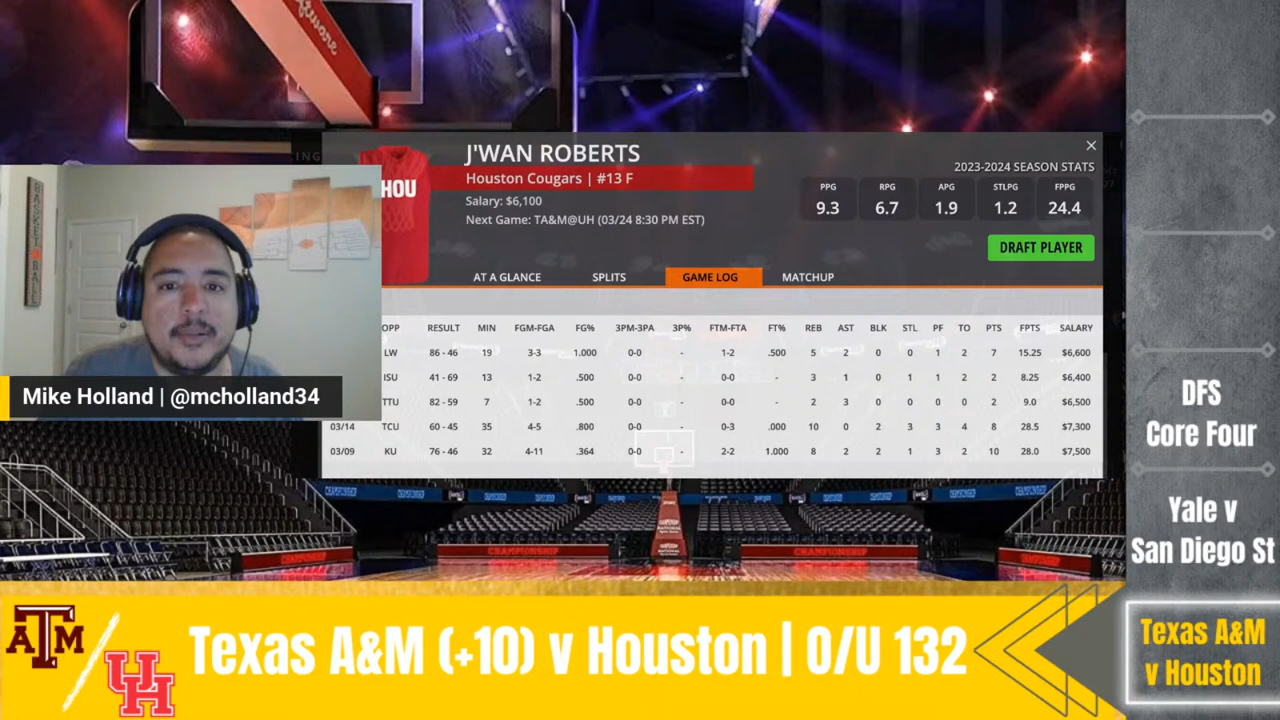 oftware
ING
J'WAN ROBERTS
Houston Cougars | #13 F
Salary: $6,100
Next Game: TA&M@UH (03/24 8:30 PM EST)
2023-2024 SEASON STATS
PPG RPG APG STLPG FPPG
9.3 6.7 1.9 1.2 24.4
DRAFT PLAYER
HOU
AT A GLANCE SPLITS GAME LOG MATCHUP
OPP RESULT MIN FGM-FGA FG% 3PM-3PA 3P% FTM-FTA FT% REB AST BLK STL PF TO PTS FPTS SALARY
LW 86 - 46 19 3-3 1.000 0-0 - 1-2 .500 5 2 0 0 1 2 7 15.25 $6,600
ISU 41 - 69 13 1-2 .500 0-0 - 0-0 - 3 1 0 1 1 2 2 8.25 $6,400
TTU 82 - 59 7 1-2 .500 0-0 - 0-0 - 2 3 0 0 0 0 2 9.0 $6,500
03/14 TCU 60 - 45 35 4-5 .800 0-0 - 0-3 .000 10 0 2 3 3 4 8 28.5 $7,300
03/09 KU 76 - 46 32 4-11 .364 0-0 - 2-2 1.000 8 2 2 1 3 2 10 28.0 $7,500
BASKETBALL
Mike Holland | @mcholland34
CHAMPIONSHIP
CHAMPIONSHIP
DFS
Core Four
Yale v
San Diego St
Texas A&M
v Houston
ATM
UH
Texas A&M (+10) v Houston | O/U 132